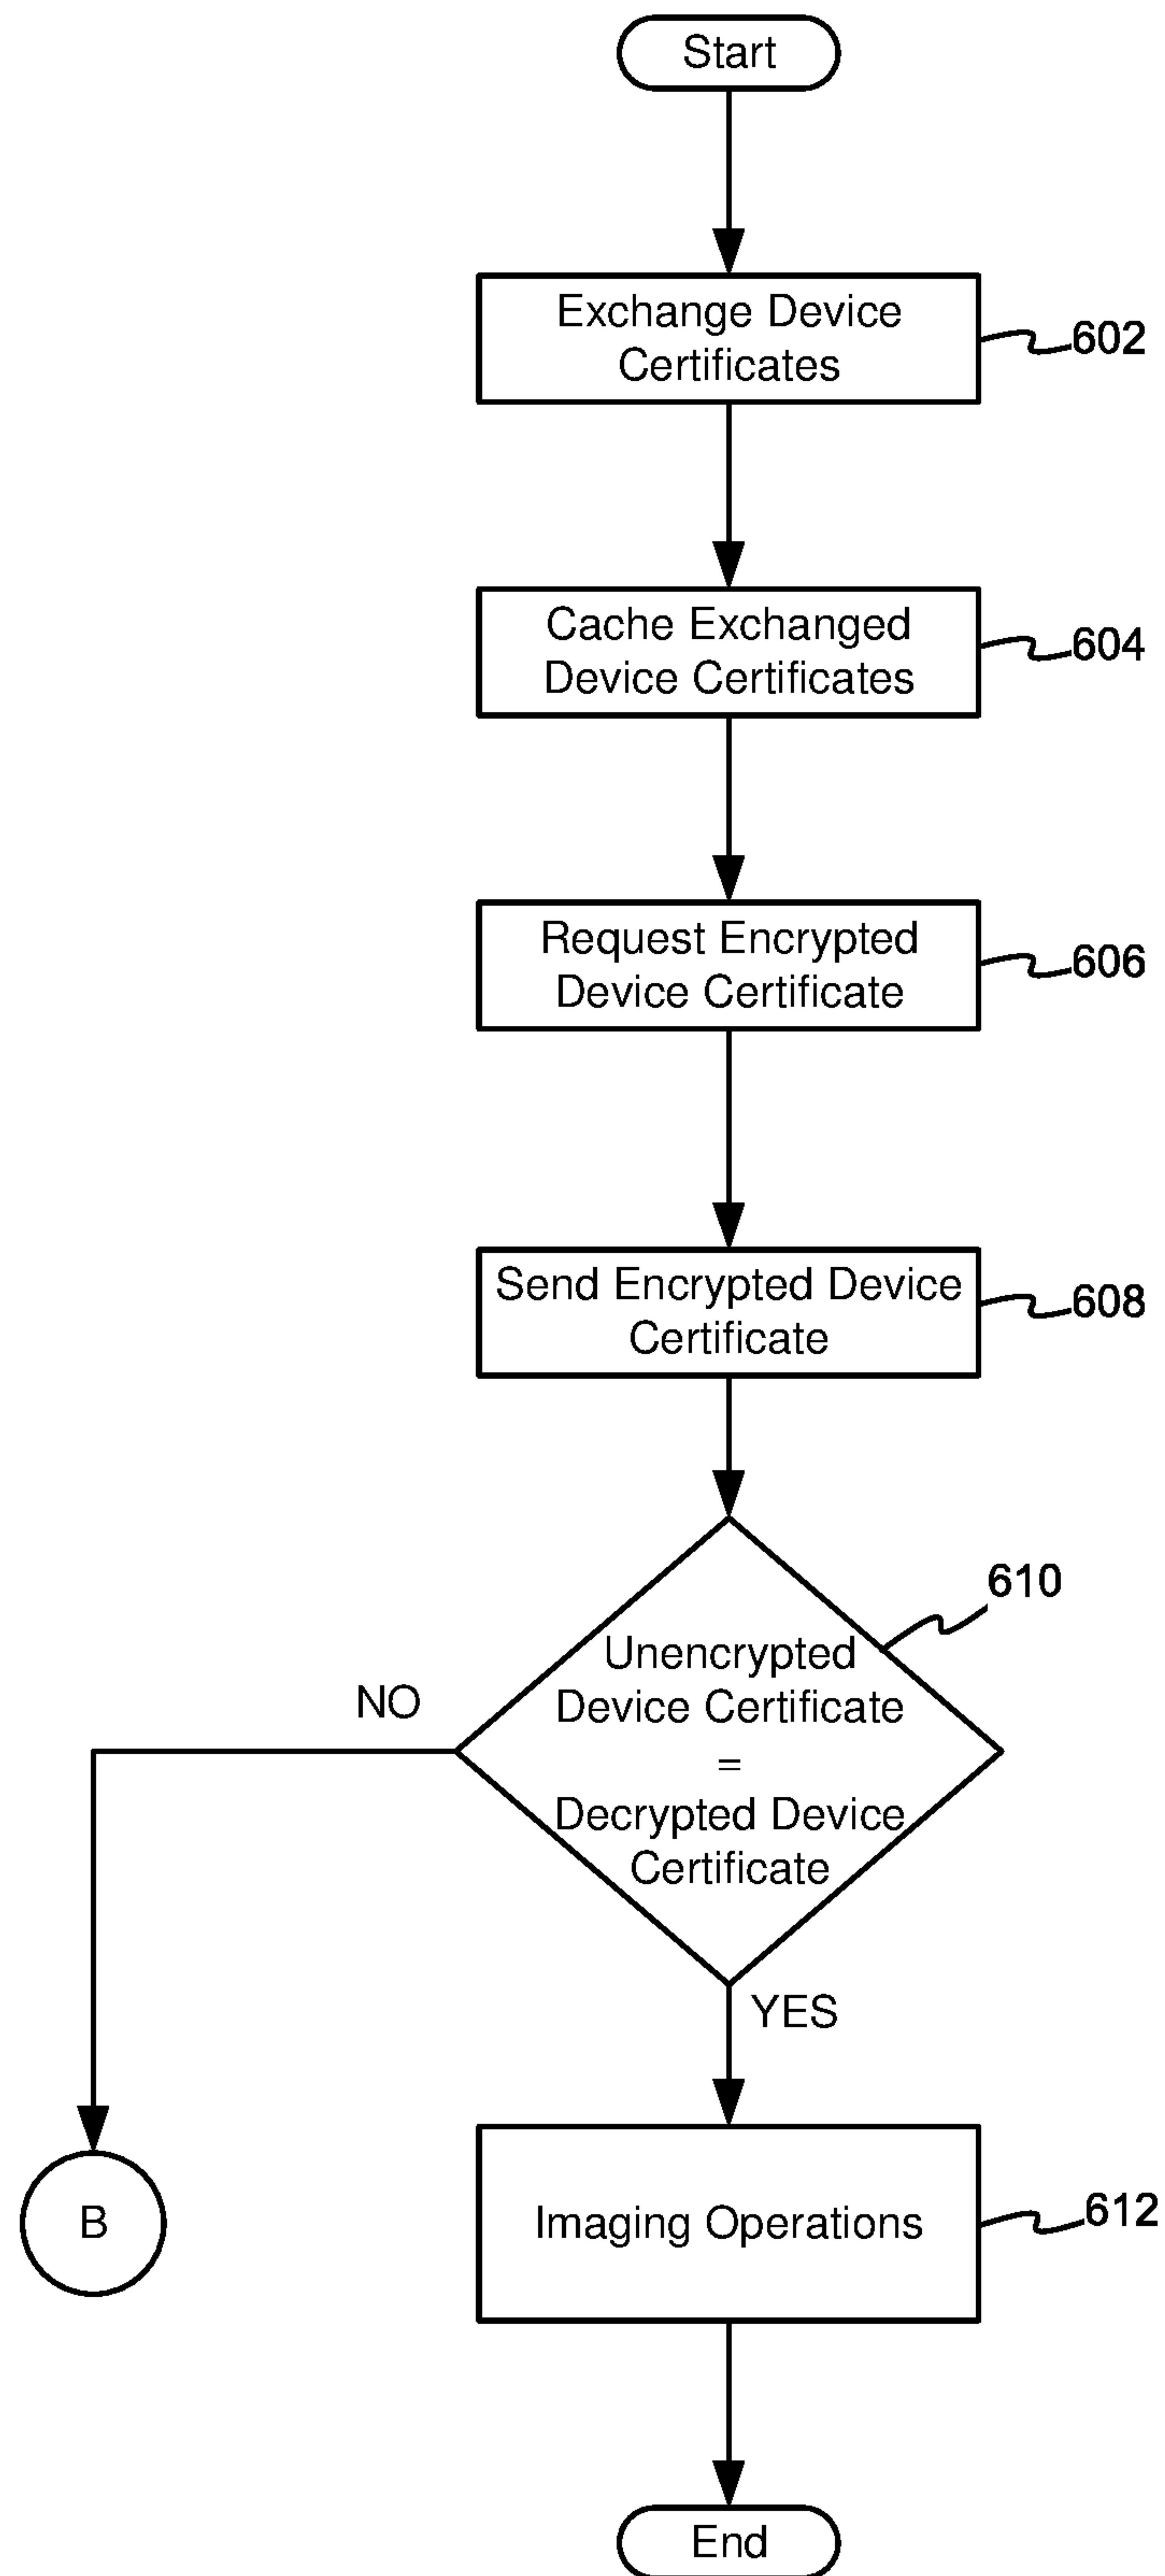 Start
Exchange Device
Certificates
602
Cache Exchanged
Device Certificates
604
Request Encrypted
Device Certificate
606
Send Encrypted Device
Certificate
608
610
Unencrypted
Device Certificate
=
Decrypted Device
Certificate
NO
YES
B
Imaging Operations
612
End